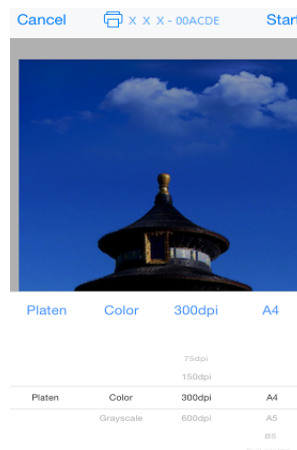 Cancel X X X - 00ACDE Start
Platen Color 300dpi A4
75dpi
150dpi
Platen Color 300dpi A4
Grayscale 600dpi A5
B5